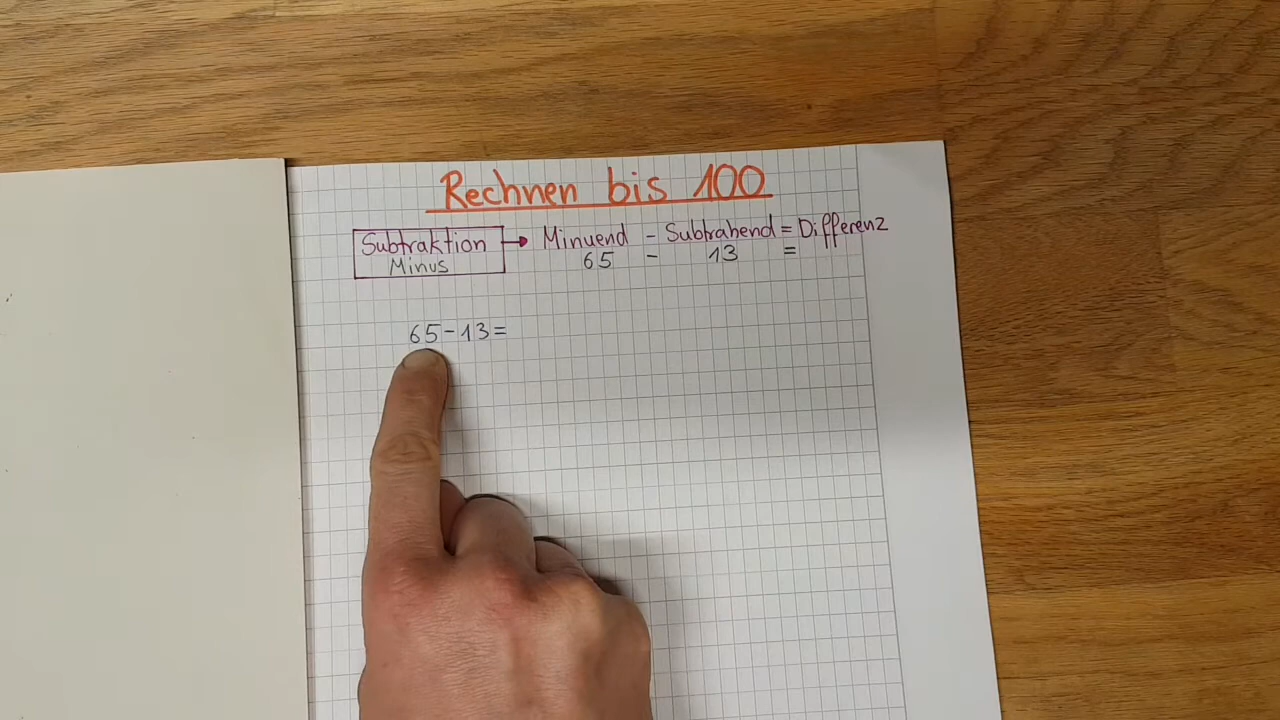 Rechnen bis 100
Subtraktion → Minuend - Subtrahend = Differenz
Minus 65 - 13 =
65-13=